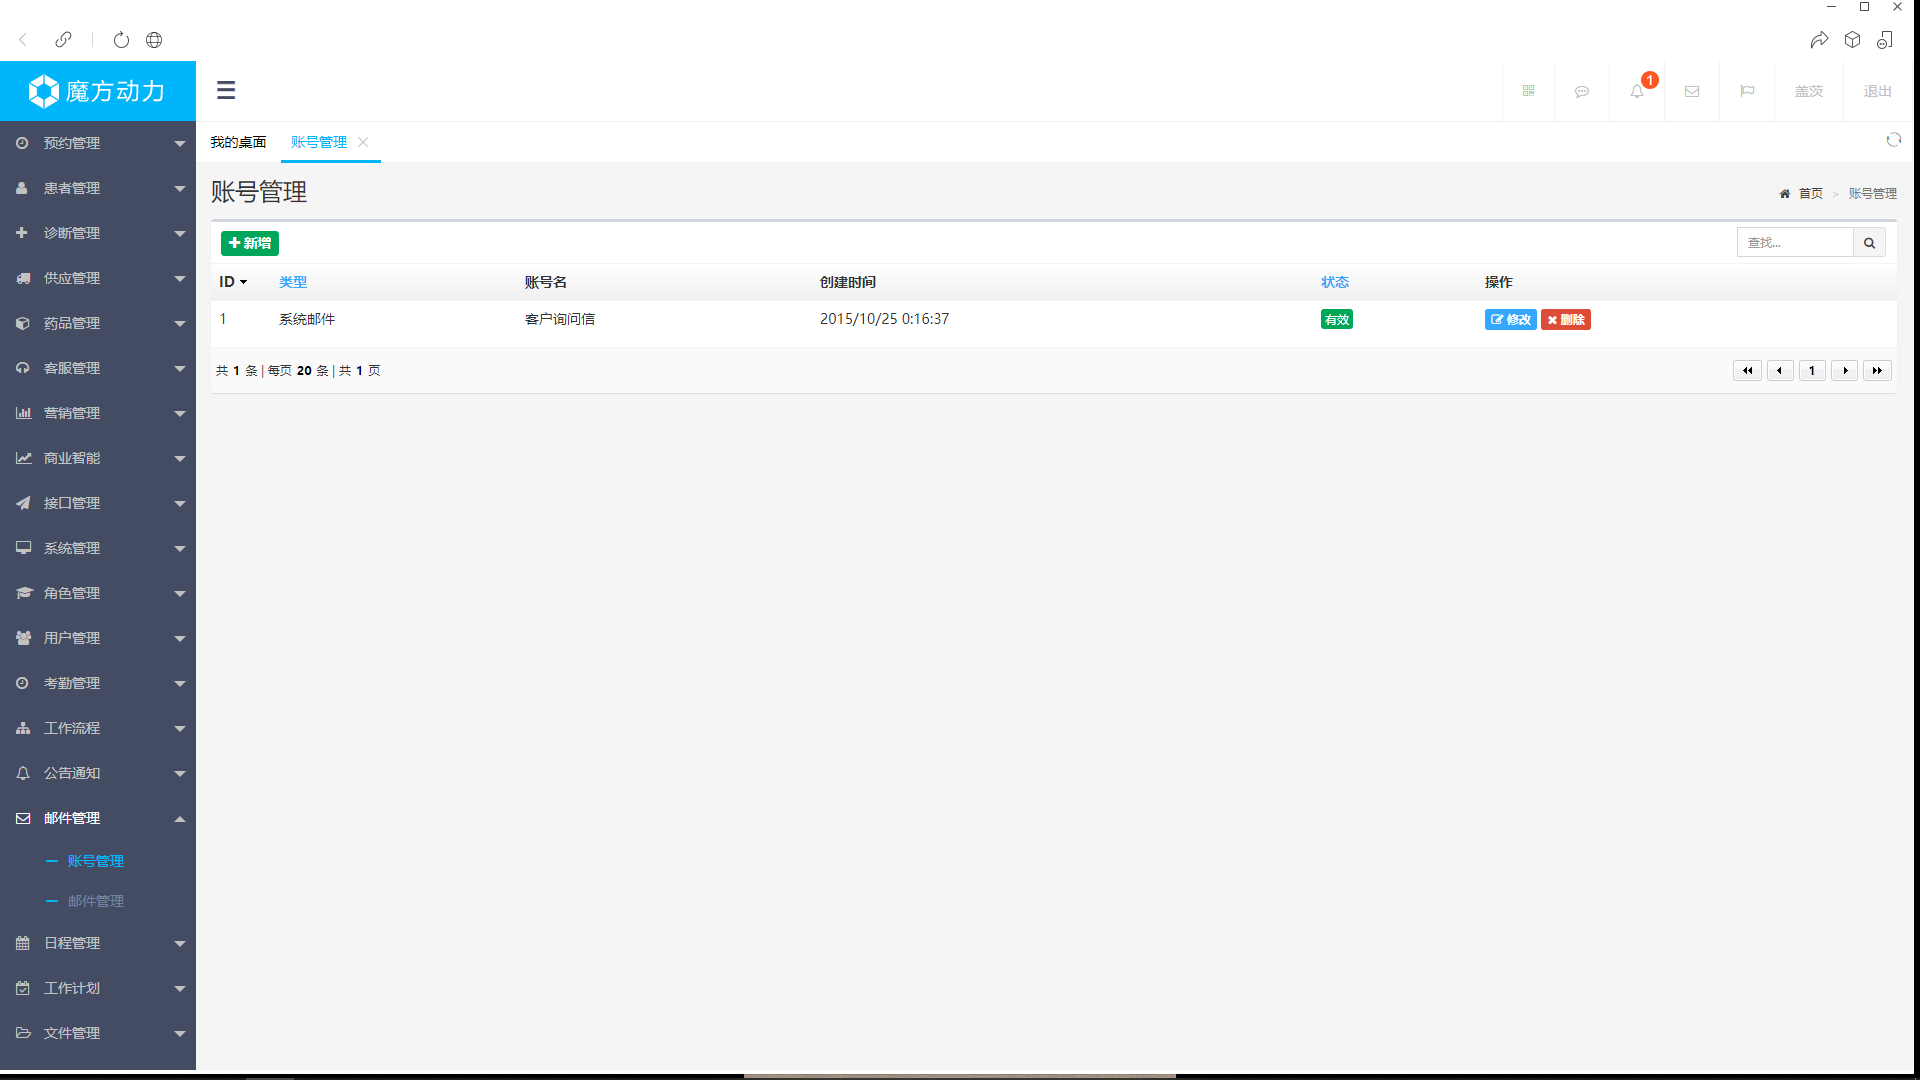 魔方动力
1
盖茨
退出
预约管理
患者管理
诊断管理
供应管理
药品管理
客服管理
营销管理
商业智能
接口管理
系统管理
角色管理
用户管理
考勤管理
工作流程
公告通知
邮件管理
账号管理
邮件管理
日程管理
工作计划
文件管理
我的桌面 账号管理
账号管理
首页 > 账号管理
新增
查找...
ID 类型 账号名 创建时间 状态 操作
1 系统邮件 客户询问信 2015/10/25 0:16:37 有效 修改 删除
共 1 条 | 每页 20 条 | 共 1 页
1